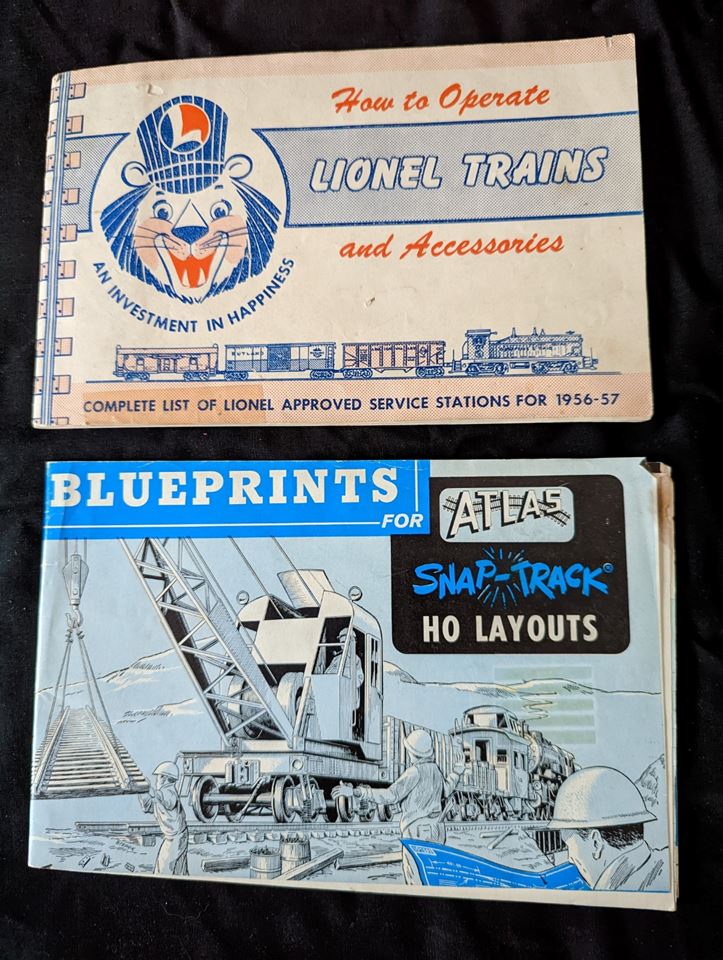 How to Operate
LIONEL TRAINS
and Accessories
L
AN INVESTMENT IN HAPPINESS
RUTLAND
COMPLETE LIST OF LIONEL APPROVED SERVICE STATIONS FOR 1956-57
BLUEPRINTS
FOR
ATLAS
SNAP-TRACK®
HO LAYOUTS